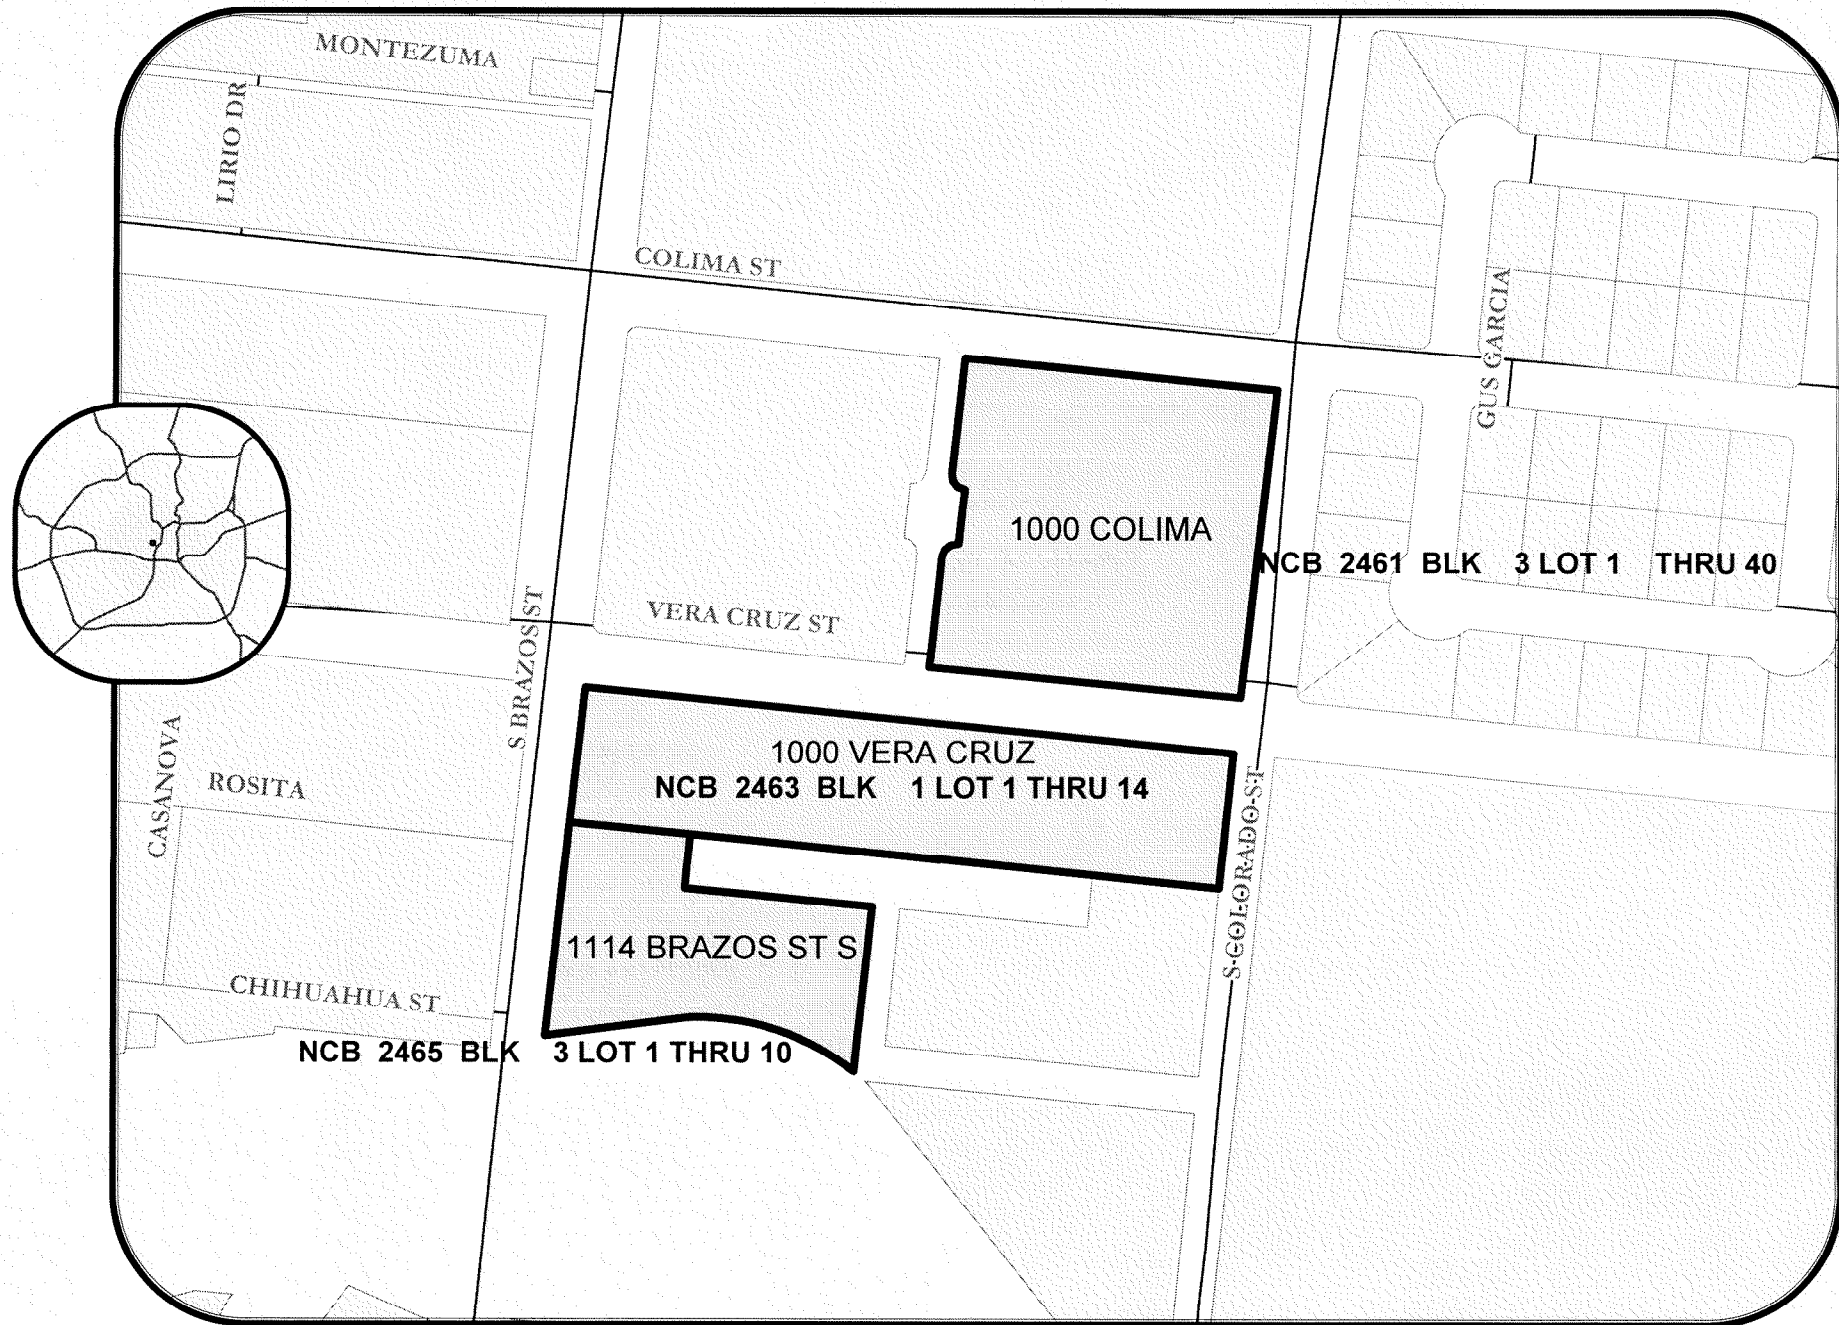 MONTEZUMA
LIRIO DR
COLIMA ST
GUS GARCIA
1000 COLIMA
NCB 2461 BLK 3 LOT 1 THRU 40
VERA CRUZ ST
S BRAZOS ST
1000 VERA CRUZ
NCB 2463 BLK 1 LOT 1 THRU 14
CASANOVA
ROSITA
S COLORADO ST
1114 BRAZOS ST S
CHIHUAHUA ST
NCB 2465 BLK 3 LOT 1 THRU 10